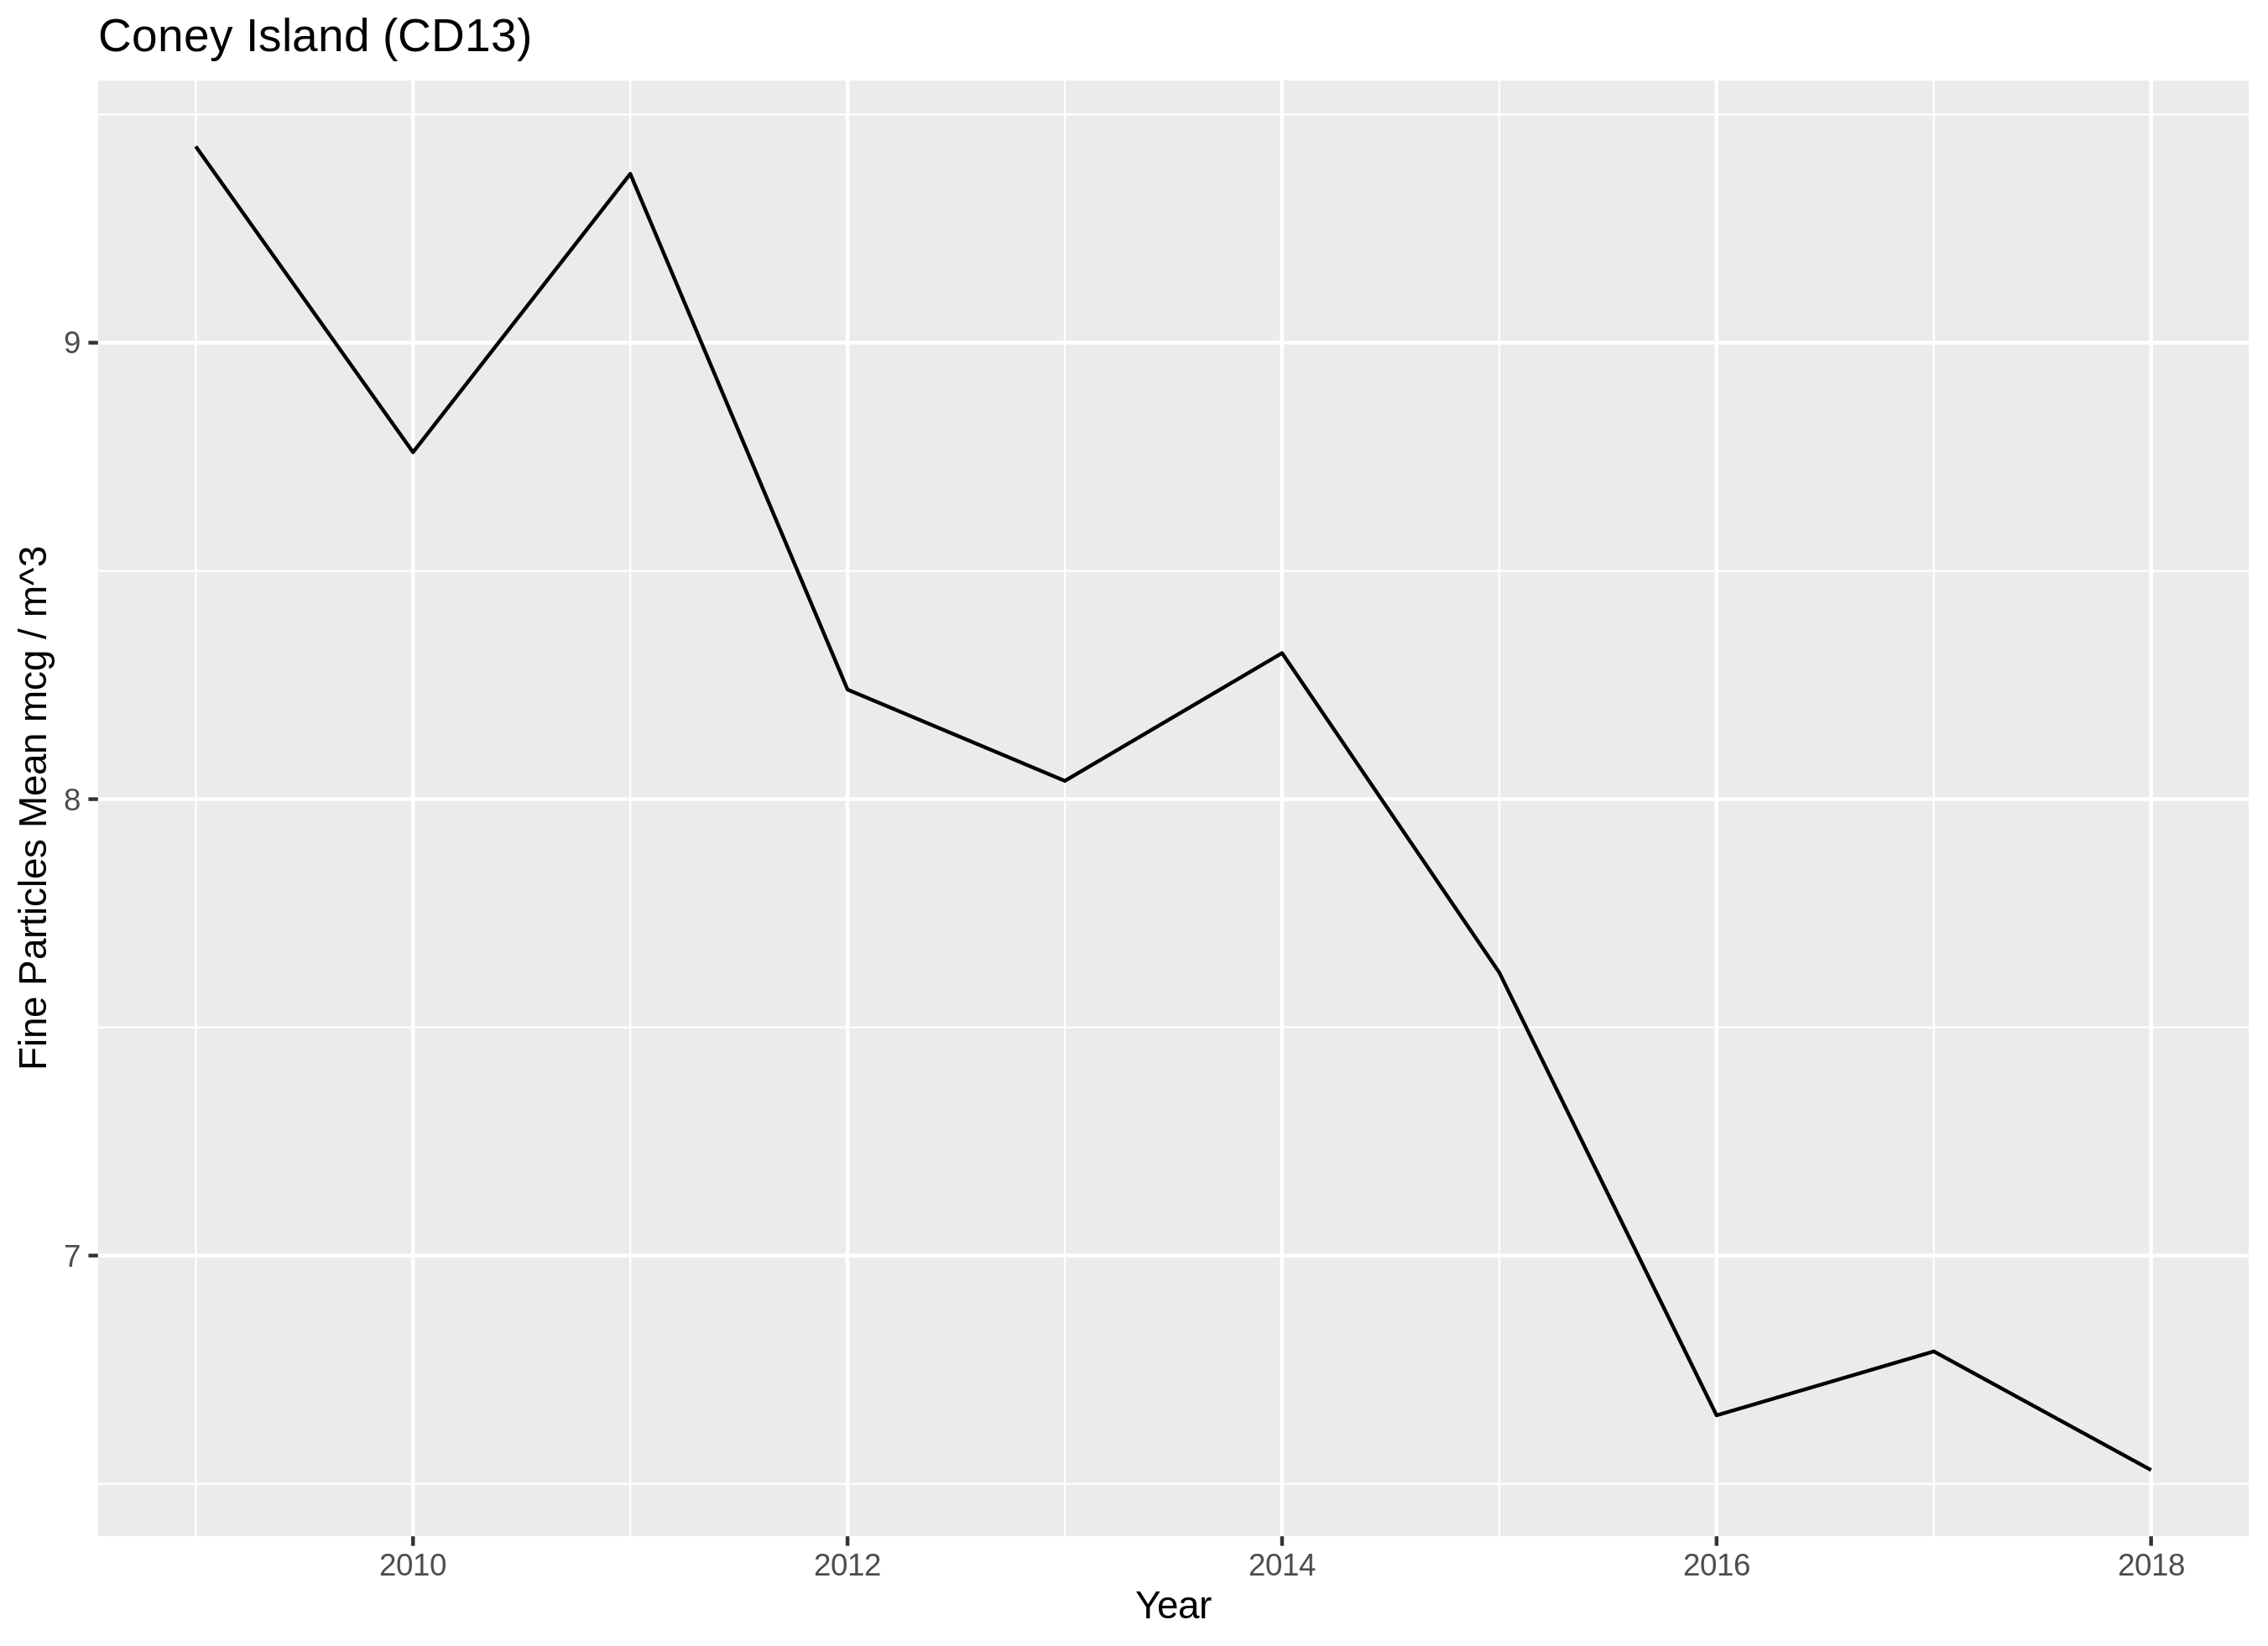 Coney Island (CD13)
Fine Particles Mean mcg / m^3
9
8
7
2010 2012 2014 2016 2018
Year